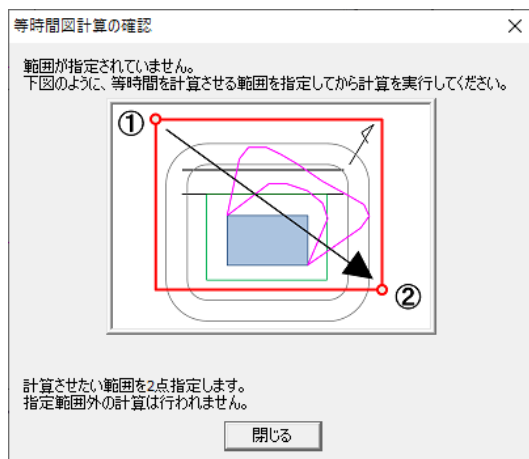 等時間図計算の確認
範囲が指定されていません。
下図のように、等時間を計算させる範囲を指定してから計算を実行してください。
①
②
計算させたい範囲を2点指定します。
指定範囲外の計算は行われません。
閉じる